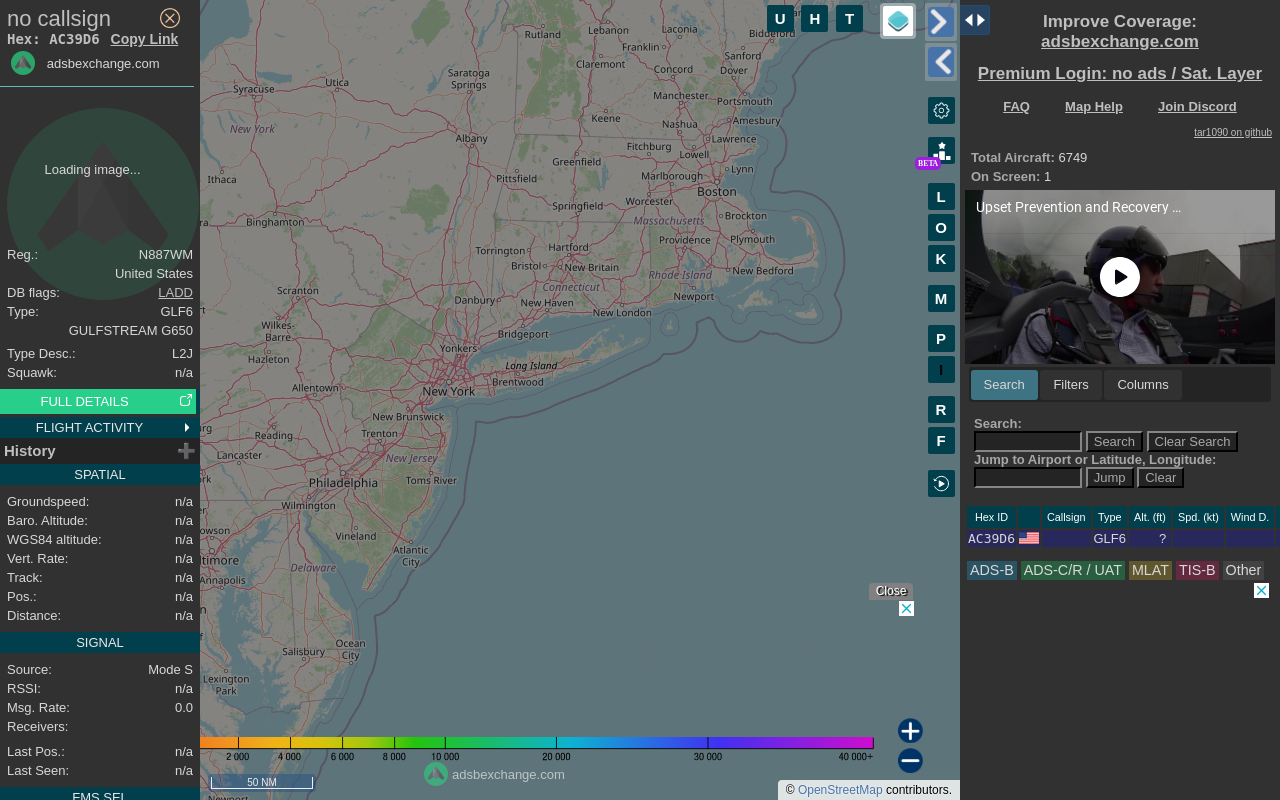 no callsign
Hex: AC39D6 Copy Link
adsbexchange.com
Loading image...
Reg.: N887WM
United States
DB flags: LADD
Type: GLF6
GULFSTREAM G650
Type Desc.: L2J
Squawk: n/a
FULL DETAILS
FLIGHT ACTIVITY
History
SPATIAL
Groundspeed: n/a
Baro. Altitude: n/a
WGS84 altitude: n/a
Vert. Rate: n/a
Track: n/a
Pos.: n/a
Distance: n/a
SIGNAL
Source: Mode S
RSSI: n/a
Msg. Rate: 0.0
Receivers:
Last Pos.: n/a
Last Seen: n/a
FMS SEL
U H T
Rutland
Lebanon
Laconia
Biddeford
Franklin
Sanford
Claremont
Concord
Dover
Saratoga
Springs
Utica
Syracuse
Manchester
Portsmouth
Keene
Nashua
Amesbury
New York
Albany
Fitchburg
Lawrence
Greenfield
Lowell
Lynn
Ithaca
Pittsfield
Marlborough
Boston
Springfield
Worcester
Binghamton
Massachusetts
Brockton
Torrington
Hartford
Providence
Plymouth
Bristol
New Britain
Rhode Island
New Bedford
Connecticut
Scranton
Danbury
New Haven
Newport
New London
Wilkes-
Barre
Bridgeport
Yonkers
Hazleton
Long Island
Brentwood
Allentown
New York
New Brunswick
Reading
Trenton
Lancaster
New Jersey
Toms River
Philadelphia
Wilmington
Vineland
Atlantic
City
Annapolis
Delaware
Ocean
City
Salisbury
Lexington
Park
BETA
L
O
K
M
P
I
R
F
Close
2 000 4 000 6 000 8 000 10 000 20 000 30 000 40 000+
adsbexchange.com
50 NM
© OpenStreetMap contributors.
Improve Coverage:
adsbexchange.com
Premium Login: no ads / Sat. Layer
FAQ Map Help Join Discord
tar1090 on github
Total Aircraft: 6749
On Screen: 1
Upset Prevention and Recovery ...
Search Filters Columns
Search:
Search Clear Search
Jump to Airport or Latitude, Longitude:
Jump Clear
Hex ID Callsign Type Alt. (ft) Spd. (kt) Wind D.
AC39D6 GLF6 ?
ADS-B ADS-C/R / UAT MLAT TIS-B Other